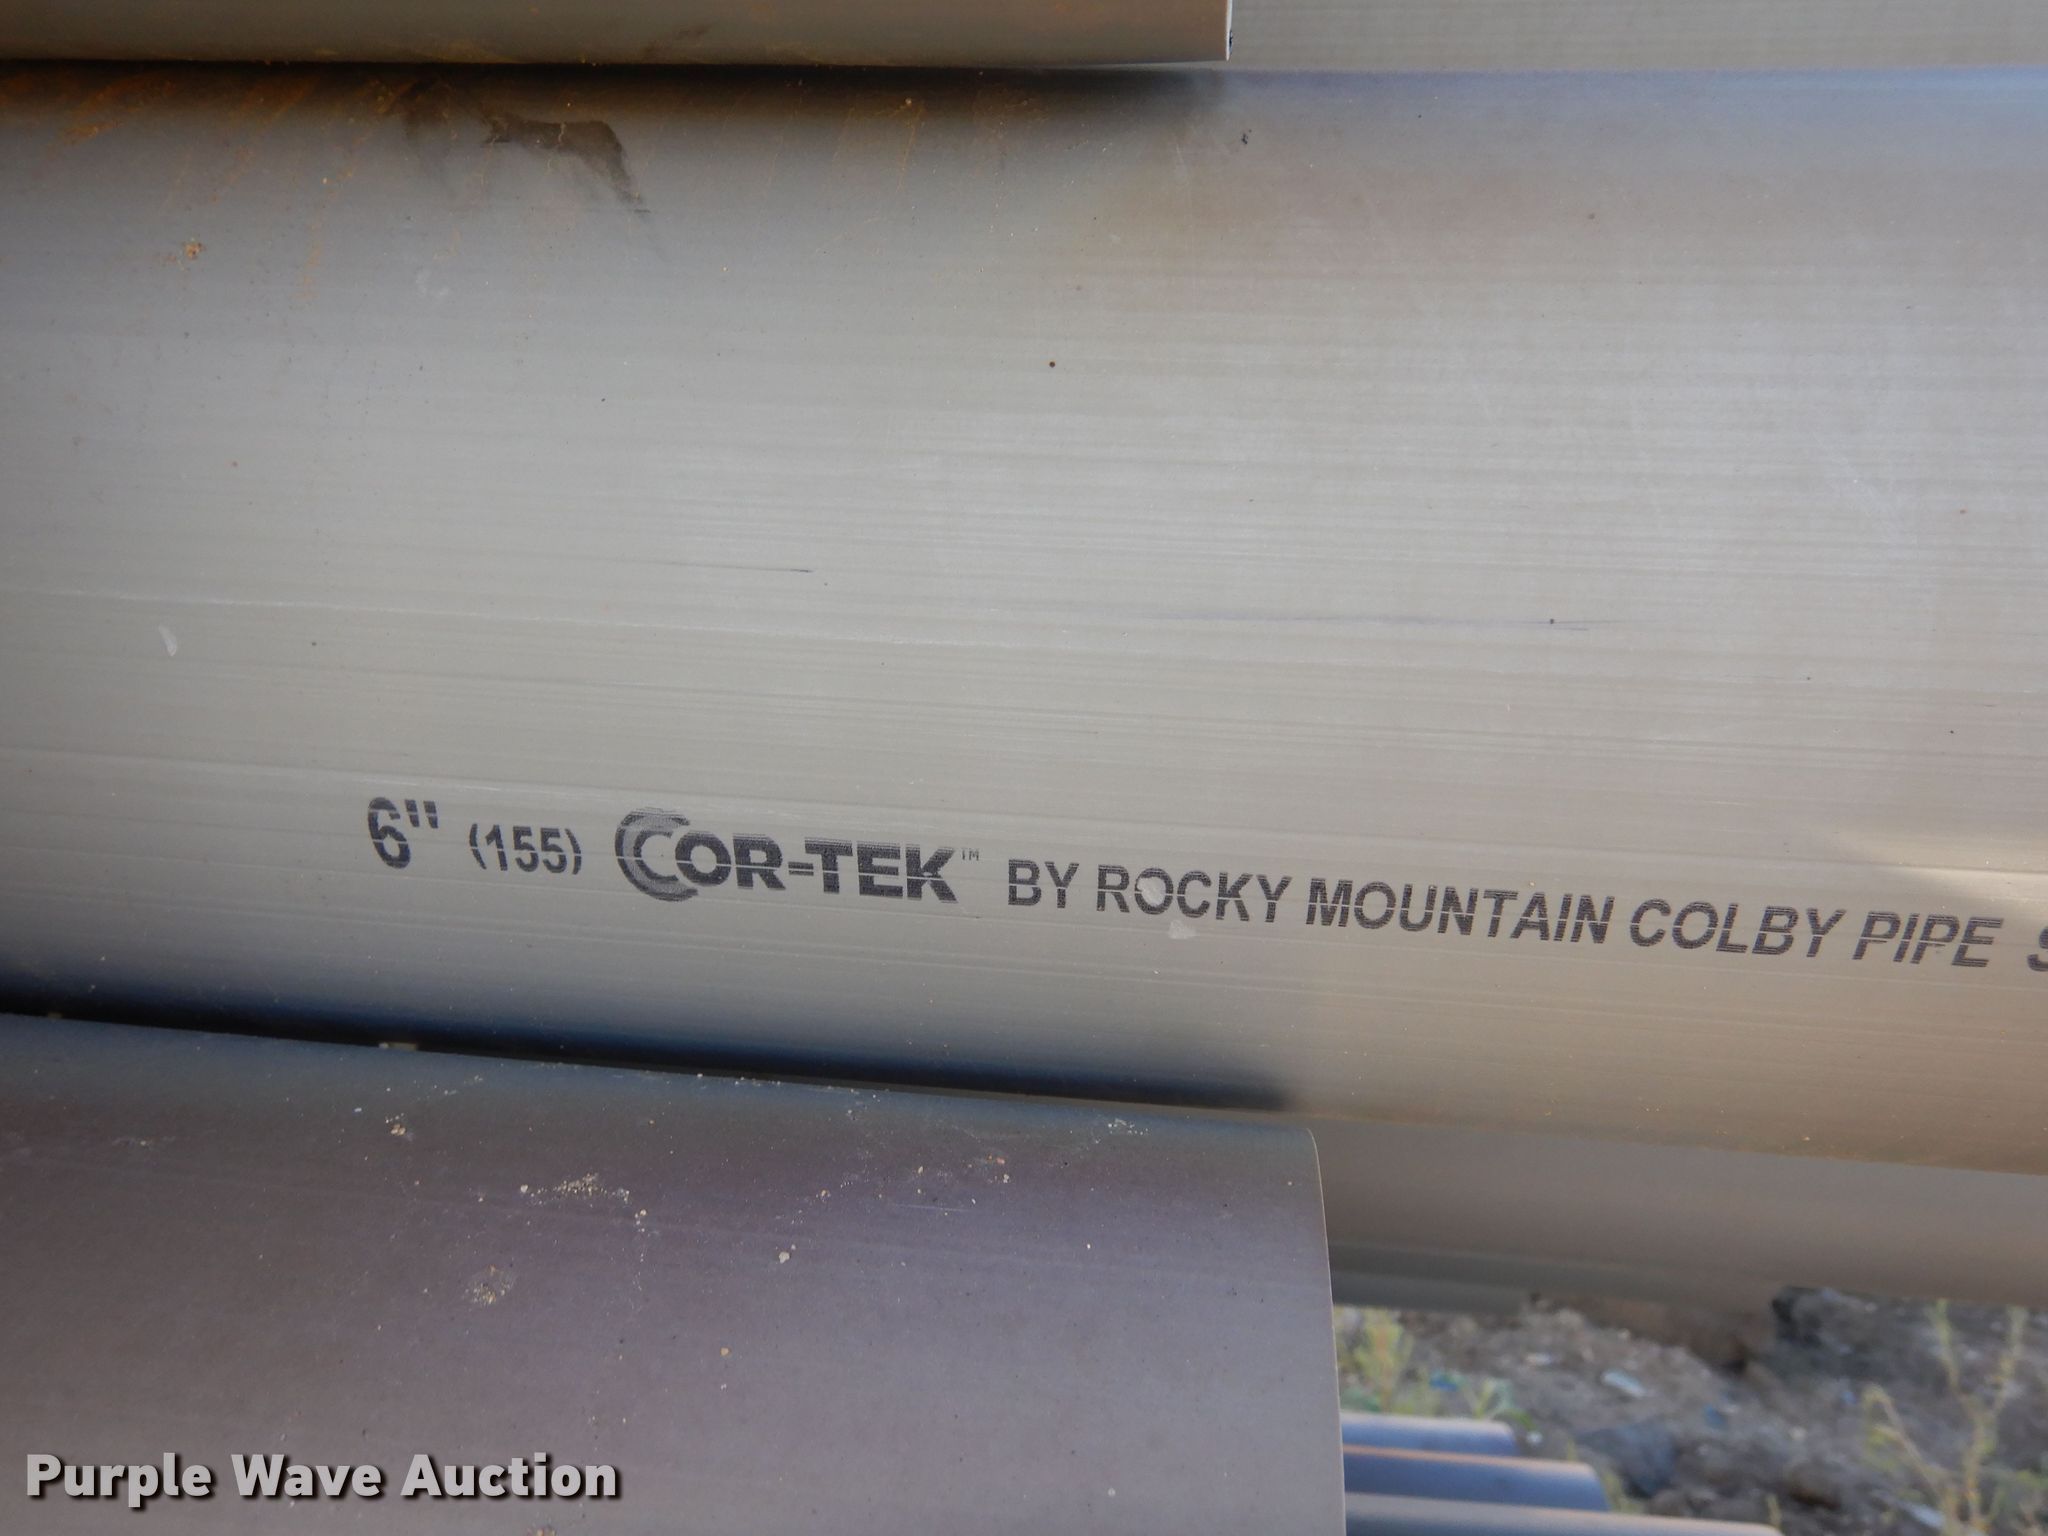 6" (155) COR-TEK™ BY ROCKY MOUNTAIN COLBY PIPE S
Purple Wave Auction